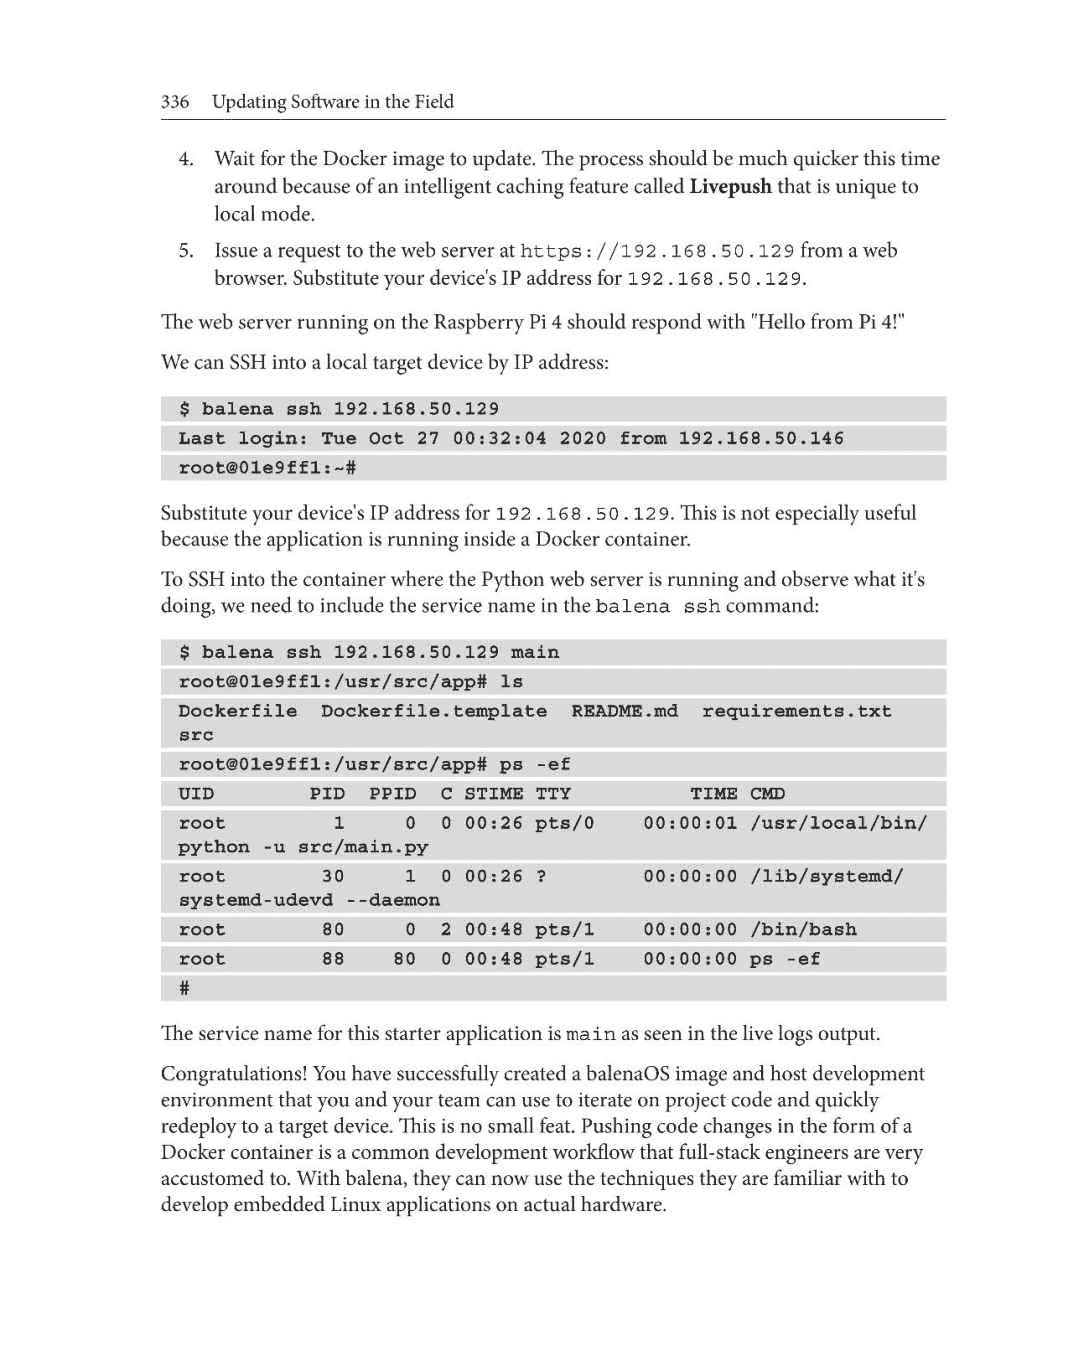 336 Updating Software in the Field
4. Wait for the Docker image to update. The process should be much quicker this time
around because of an intelligent caching feature called Livepush that is unique to
local mode.
5. Issue a request to the web server at https://192.168.50.129 from a web
browser. Substitute your device's IP address for 192.168.50.129.
The web server running on the Raspberry Pi 4 should respond with "Hello from Pi 4!"
We can SSH into a local target device by IP address:
$ balena ssh 192.168.50.129
Last login: Tue Oct 27 00:32:04 2020 from 192.168.50.146
root@01e9ff1:~#
Substitute your device's IP address for 192.168.50.129. This is not especially useful
because the application is running inside a Docker container.
To SSH into the container where the Python web server is running and observe what it's
doing, we need to include the service name in the balena ssh command:
$ balena ssh 192.168.50.129 main
root@01e9ff1:/usr/src/app# ls
Dockerfile Dockerfile.template README.md requirements.txt
src
root@01e9ff1:/usr/src/app# ps -ef
UID PID PPID C STIME TTY TIME CMD
root 1 0 0 00:26 pts/0 00:00:01 /usr/local/bin/
python -u src/main.py
root 30 1 0 00:26 ? 00:00:00 /lib/systemd/
systemd-udevd --daemon
root 80 0 2 00:48 pts/1 00:00:00 /bin/bash
root 88 80 0 00:48 pts/1 00:00:00 ps -ef
#
The service name for this starter application is main as seen in the live logs output.
Congratulations! You have successfully created a balenaOS image and host development
environment that you and your team can use to iterate on project code and quickly
redeploy to a target device. This is no small feat. Pushing code changes in the form of a
Docker container is a common development workflow that full-stack engineers are very
accustomed to. With balena, they can now use the techniques they are familiar with to
develop embedded Linux applications on actual hardware.